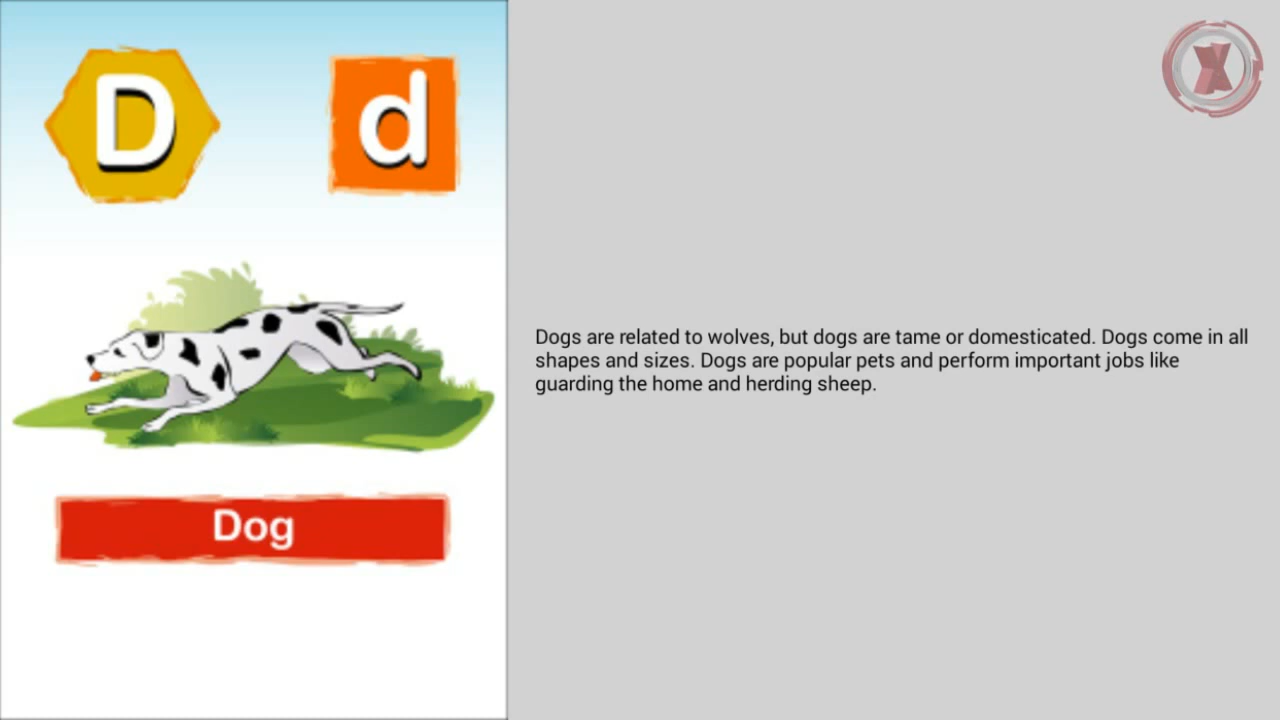 D d
Dog
Dogs are related to wolves, but dogs are tame or domesticated. Dogs come in all
shapes and sizes. Dogs are popular pets and perform important jobs like
guarding the home and herding sheep.